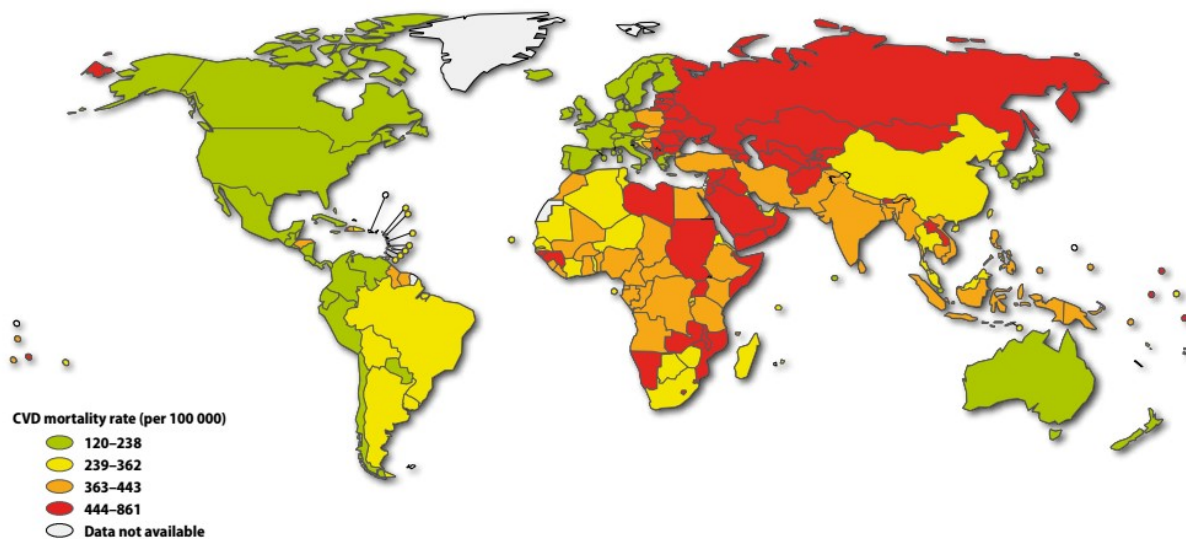 CVD mortality rate (per 100 000)
120–238
239–362
363–443
444–861
Data not available